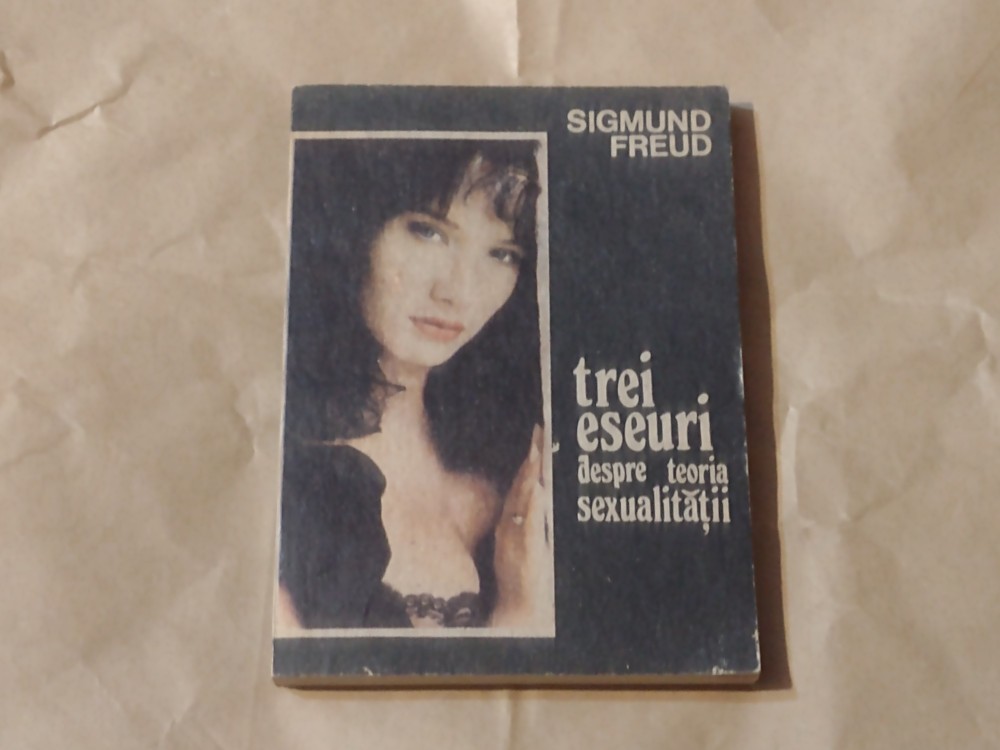 SIGMUND
FREUD
trei
eseuri
despre teoria
sexualității